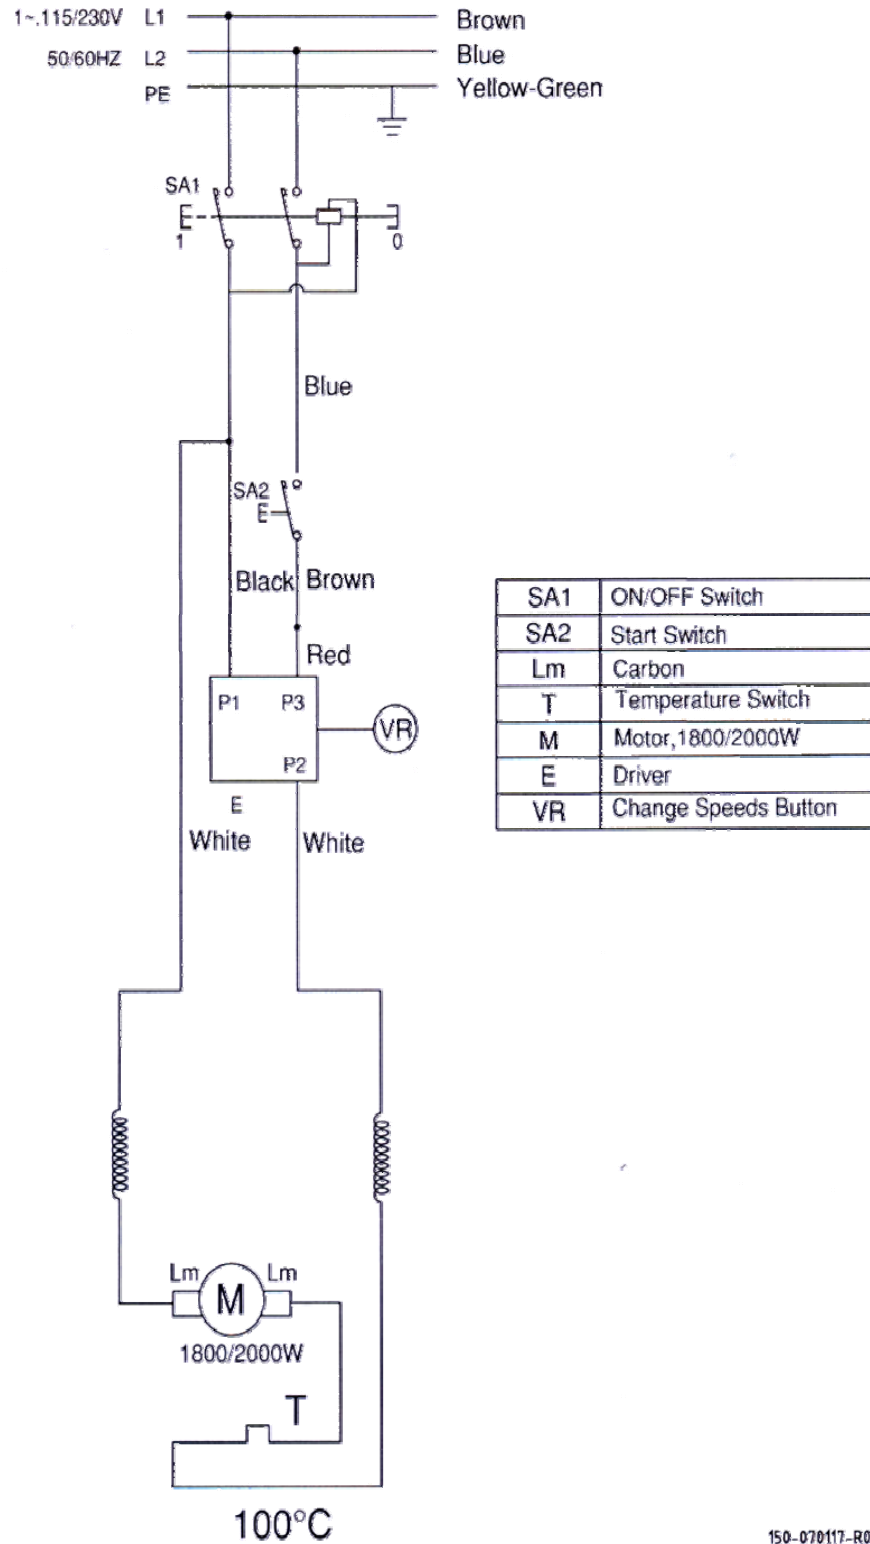 1~.115/230V L1 Brown
50/60HZ L2 Blue
PE Yellow-Green
SA1
1 0
Blue
SA2
E
Black Brown
Red
P1 P3
VR
P2
E
White White
SA1 ON/OFF Switch
SA2 Start Switch
Lm Carbon
T Temperature Switch
M Motor,1800/2000W
E Driver
VR Change Speeds Button
Lm Lm
M
1800/2000W
T
100°C
150-070117-R0